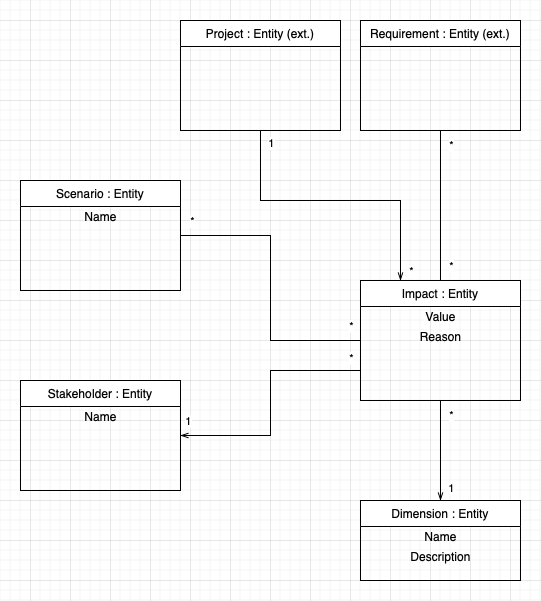 Project : Entity (ext.)
Requirement : Entity (ext.)
1
*
Scenario : Entity
Name
*
*
*
Impact : Entity
Value
Reason
*
*
Stakeholder : Entity
Name
1
*
1
Dimension : Entity
Name
Description